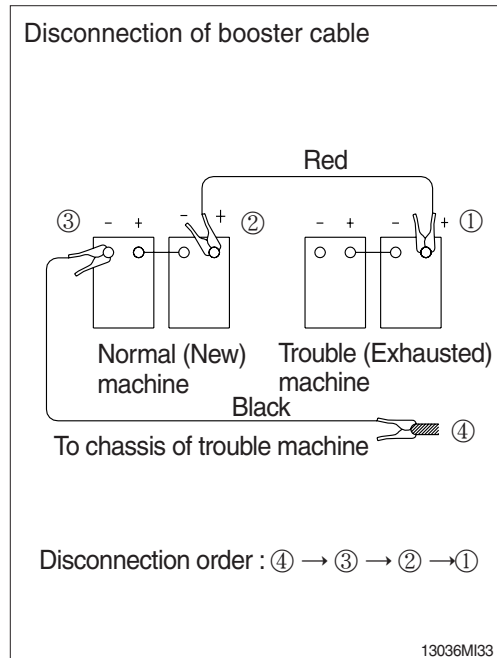 Disconnection of booster cable
Red
③ - + - + ② - + - + ①
Normal (New) Trouble (Exhausted)
machine machine
Black
④
To chassis of trouble machine
Disconnection order : ④ → ③ → ② →①
13036MI33